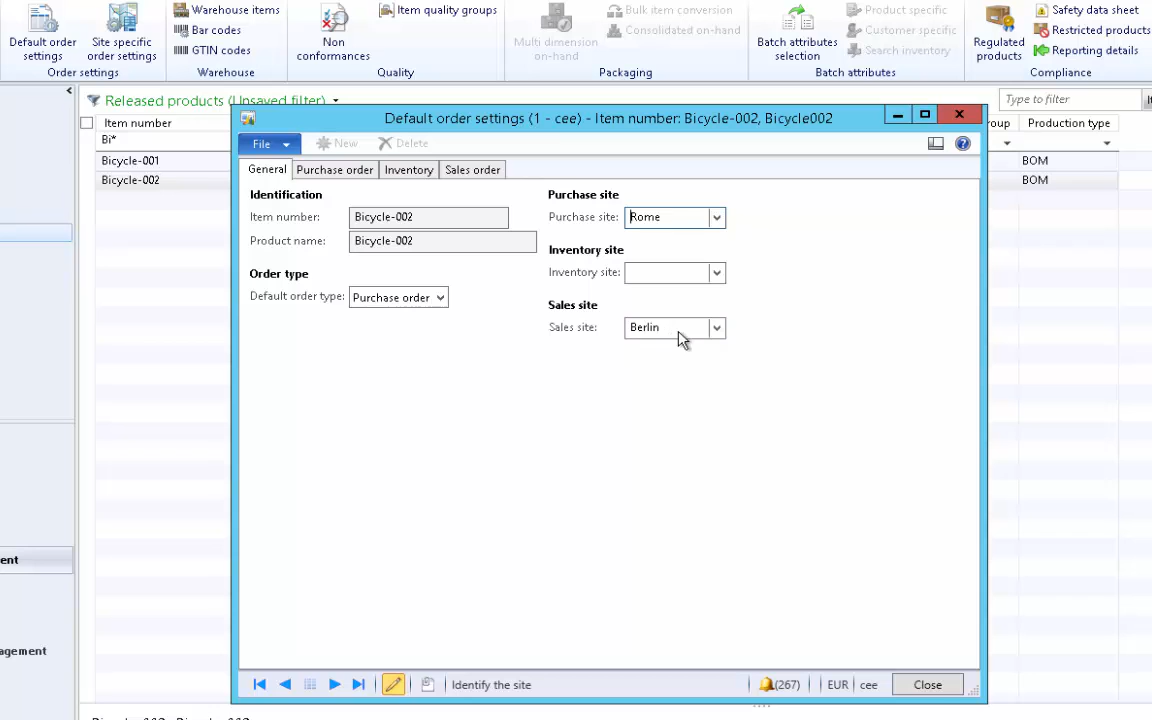 Default order settings
Site specific order settings
Order settings
Warehouse items
Bar codes
GTIN codes
Warehouse
Non conformances
Item quality groups
Quality
Multi dimension on-hand
Bulk item conversion
Consolidated on-hand
Packaging
Batch attributes selection
Product specific
Customer specific
Search inventory
Batch attributes
Regulated products
Safety data sheet
Restricted products
Reporting details
Compliance
Released products (Unsaved filter)
Type to filter
Item number
oup
Production type
Bi*
Bicycle-001
BOM
Bicycle-002
BOM
Default order settings (1 - cee) - Item number: Bicycle-002, Bicycle002
File
New
Delete
General
Purchase order
Inventory
Sales order
Identification
Item number: Bicycle-002
Product name: Bicycle-002
Order type
Default order type: Purchase order
Purchase site
Purchase site: Rome
Inventory site
Inventory site:
Sales site
Sales site: Berlin
ent
agement
Identify the site
(267)
EUR
cee
Close